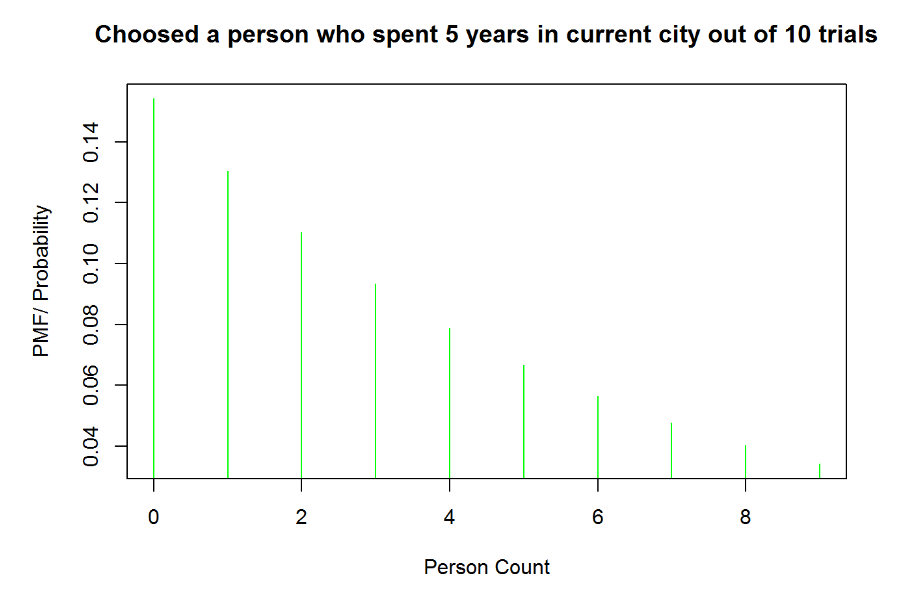 Choosed a person who spent 5 years in current city out of 10 trials
PMF/ Probability
0.14
0.12
0.10
0.08
0.06
0.04
0 2 4 6 8
Person Count